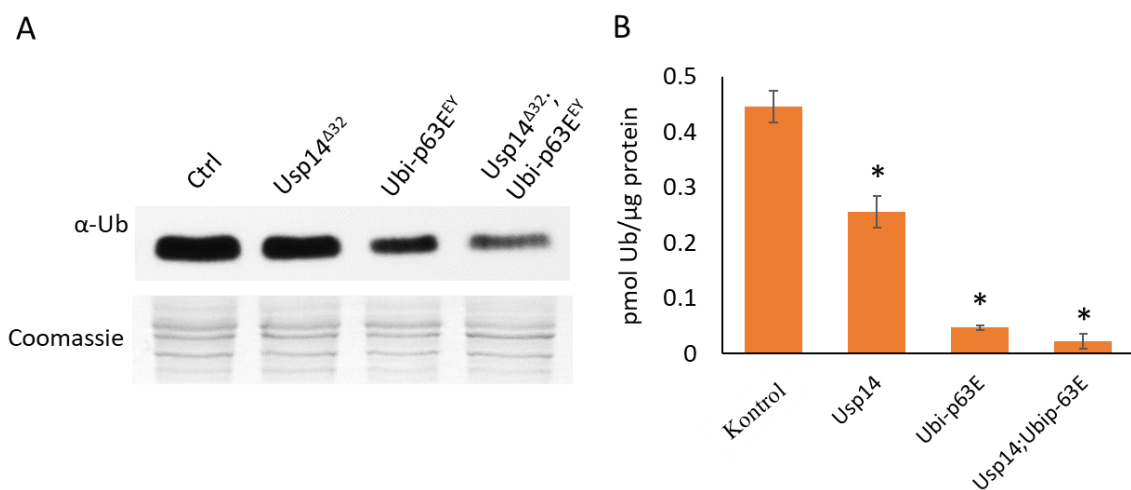 A
Ctrl
Usp14Δ32
Ubi-p63EEY
Usp14Δ32;
Ubi-p63EEY
α-Ub
Coomassie
B
pmol Ub/µg protein
0.5
0.4
0.3
0.2
0.1
0
*
*
*
Kontrol
Usp14
Ubi-p63E
Usp14;Ubip-63E